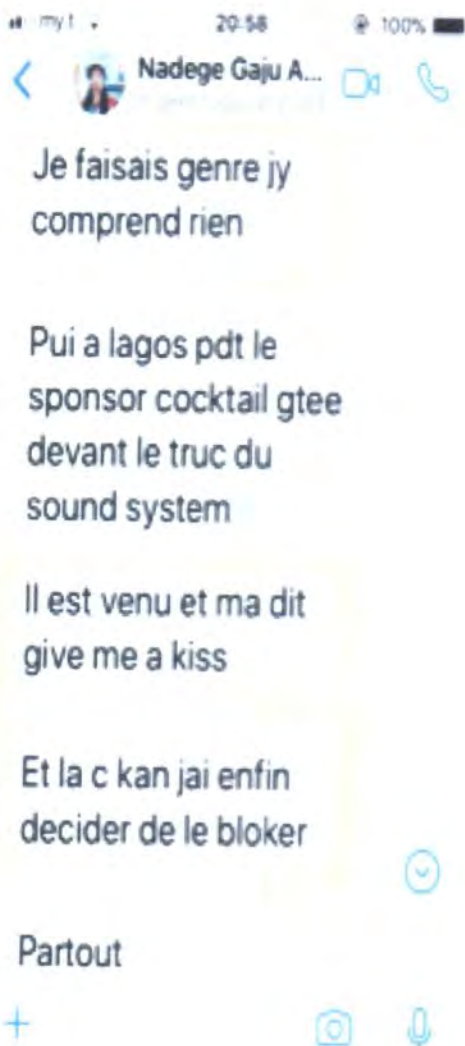 my.t
20:58
100%
Nadege Gaju A...
Je faisais genre jy
comprend rien
Pui a lagos pdt le
sponsor cocktail gtee
devant le truc du
sound system
Il est venu et ma dit
give me a kiss
Et la c kan jai enfin
decider de le bloker
Partout